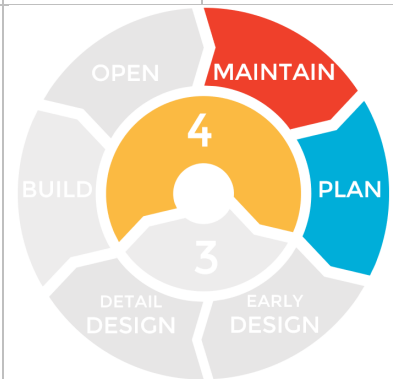 OPEN
MAINTAIN
4
BUILD
PLAN
3
DETAIL
DESIGN
EARLY
DESIGN